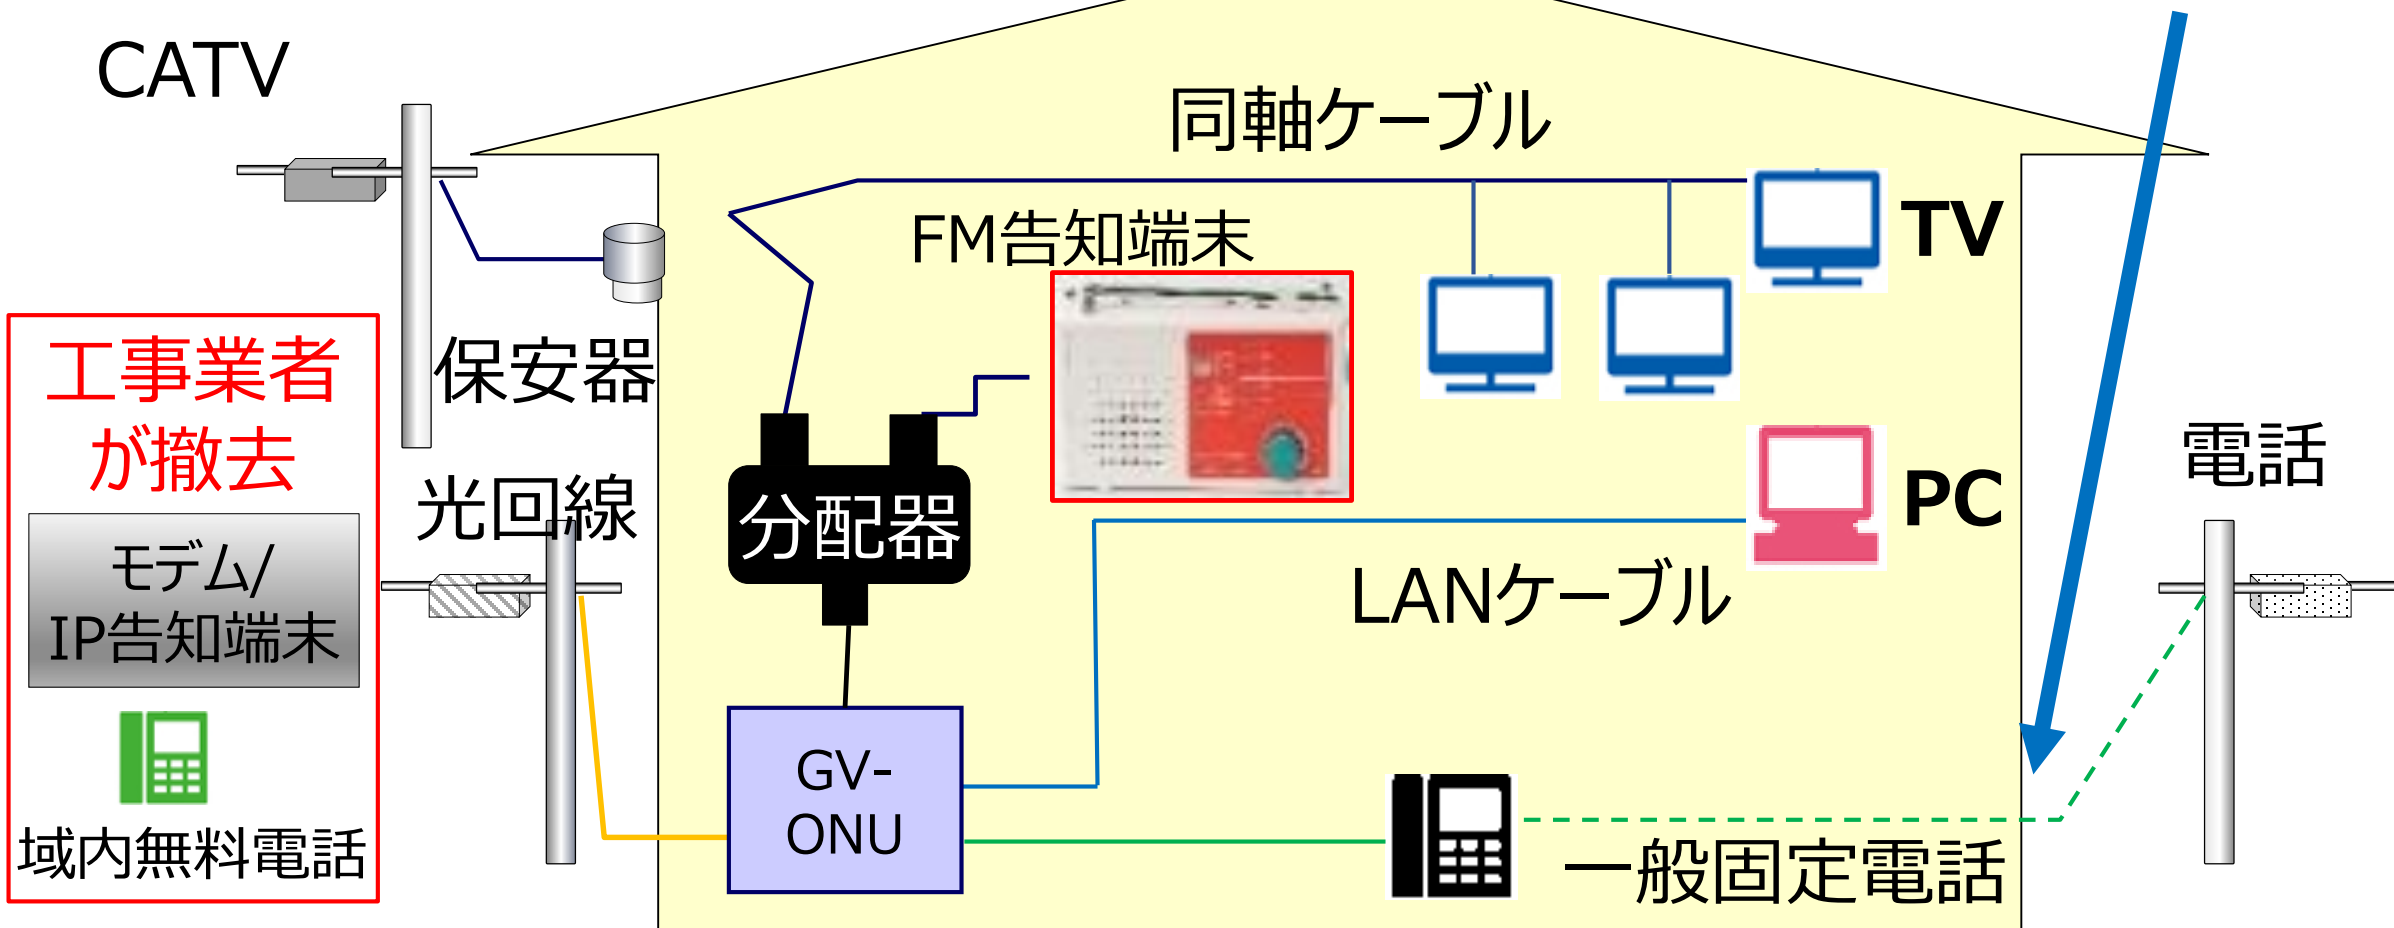 CATV
同軸ケーブル
FM告知端末
TV
工事業者
が撤去
保安器
光回線
分配器
PC
電話
モデム/
IP告知端末
LANケーブル
GV-
ONU
域内無料電話
一般固定電話